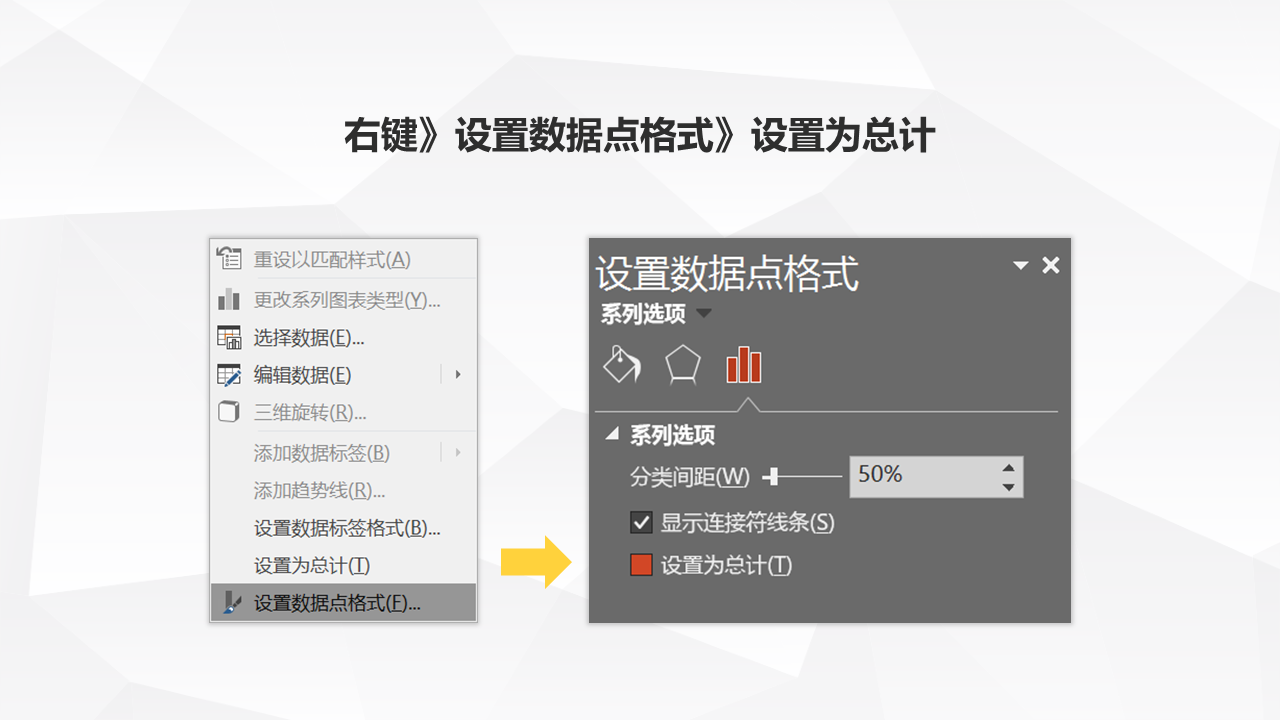 右键》设置数据点格式》设置为总计
重设以匹配样式(A)
更改系列图表类型(Y)...
选择数据(E)...
编辑数据(E)
三维旋转(R)...
添加数据标签(B)
添加趋势线(R)...
设置数据标签格式(B)...
设置为总计(T)
设置数据点格式(F)...
设置数据点格式
系列选项
系列选项
分类间距(W) 50%
显示连接符线条(S)
设置为总计(T)